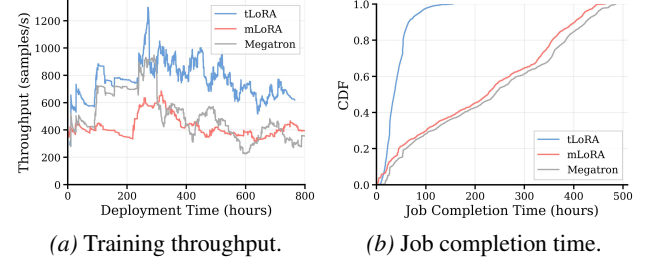 1200
1000
800
600
400
200
0
Throughput (samples/s)
tLoRA
mLoRA
Megatron
0 200 400 600 800
Deployment Time (hours)
(a) Training throughput.
1.0
0.8
0.6
0.4
0.2
0.0
CDF
tLoRA
mLoRA
Megatron
0 100 200 300 400 500
Job Completion Time (hours)
(b) Job completion time.